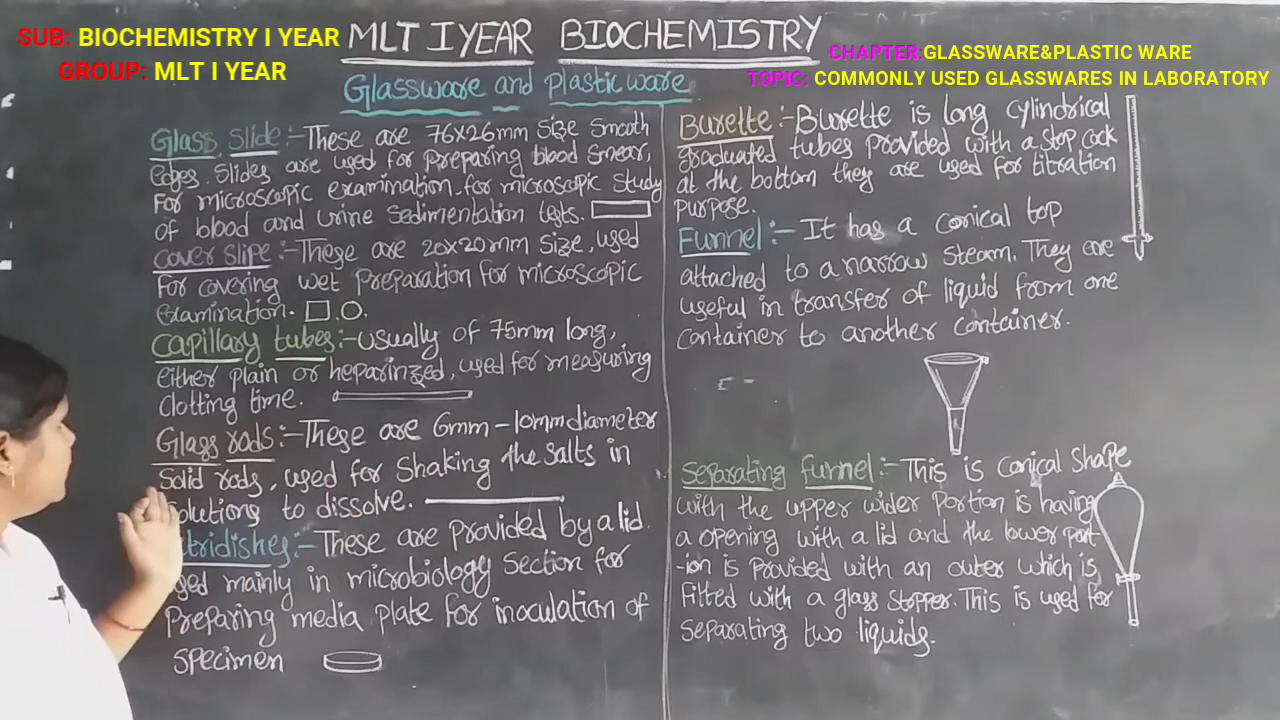 SUB: BIOCHEMISTRY I YEAR
GROUP: MLT I YEAR
MLT I YEAR BIOCHEMISTRY
CHAPTER:GLASSWARE&PLASTIC WARE
TOPIC: COMMONLY USED GLASSWARES IN LABORATORY
Glassware and plastic ware
Glass Slide :- These are 76x26mm size smooth
Edges. Slides are used for preparing blood smear,
For microscopic examination. for microscopic study
of blood and urine Sedimentation tests.
Cover Slipe :- These are 20x20mm size, used
For covering wet preparation for microscopic
Examination.
Capillary tubes :- usually of 75mm long,
either plain or heparinized, used for measuring
Clotting time.
Glass rods :- These are 6mm - 10mm diameter
Solid rods, used for shaking the salts in
Solutions to dissolve.
tridishes :- These are provided by a lid.
used mainly in microbiology section for
Preparing media plate for inoculation of
Specimen
Burette :- Burette is long cylindrical
graduated tubes provided with a stop cock
at the bottom they are used for titration
purpose.
Funnel :- It has a conical top
attached to a narrow steam. They are
useful in transfer of liquid from one
Container to another container.
Separating funnel :- This is conical shape
with the upper wider portion is having
a opening with a lid and the lower port-
-ion is provided with an outer which is
Fitted with a glass stopper. This is used for
Separating two liquids.